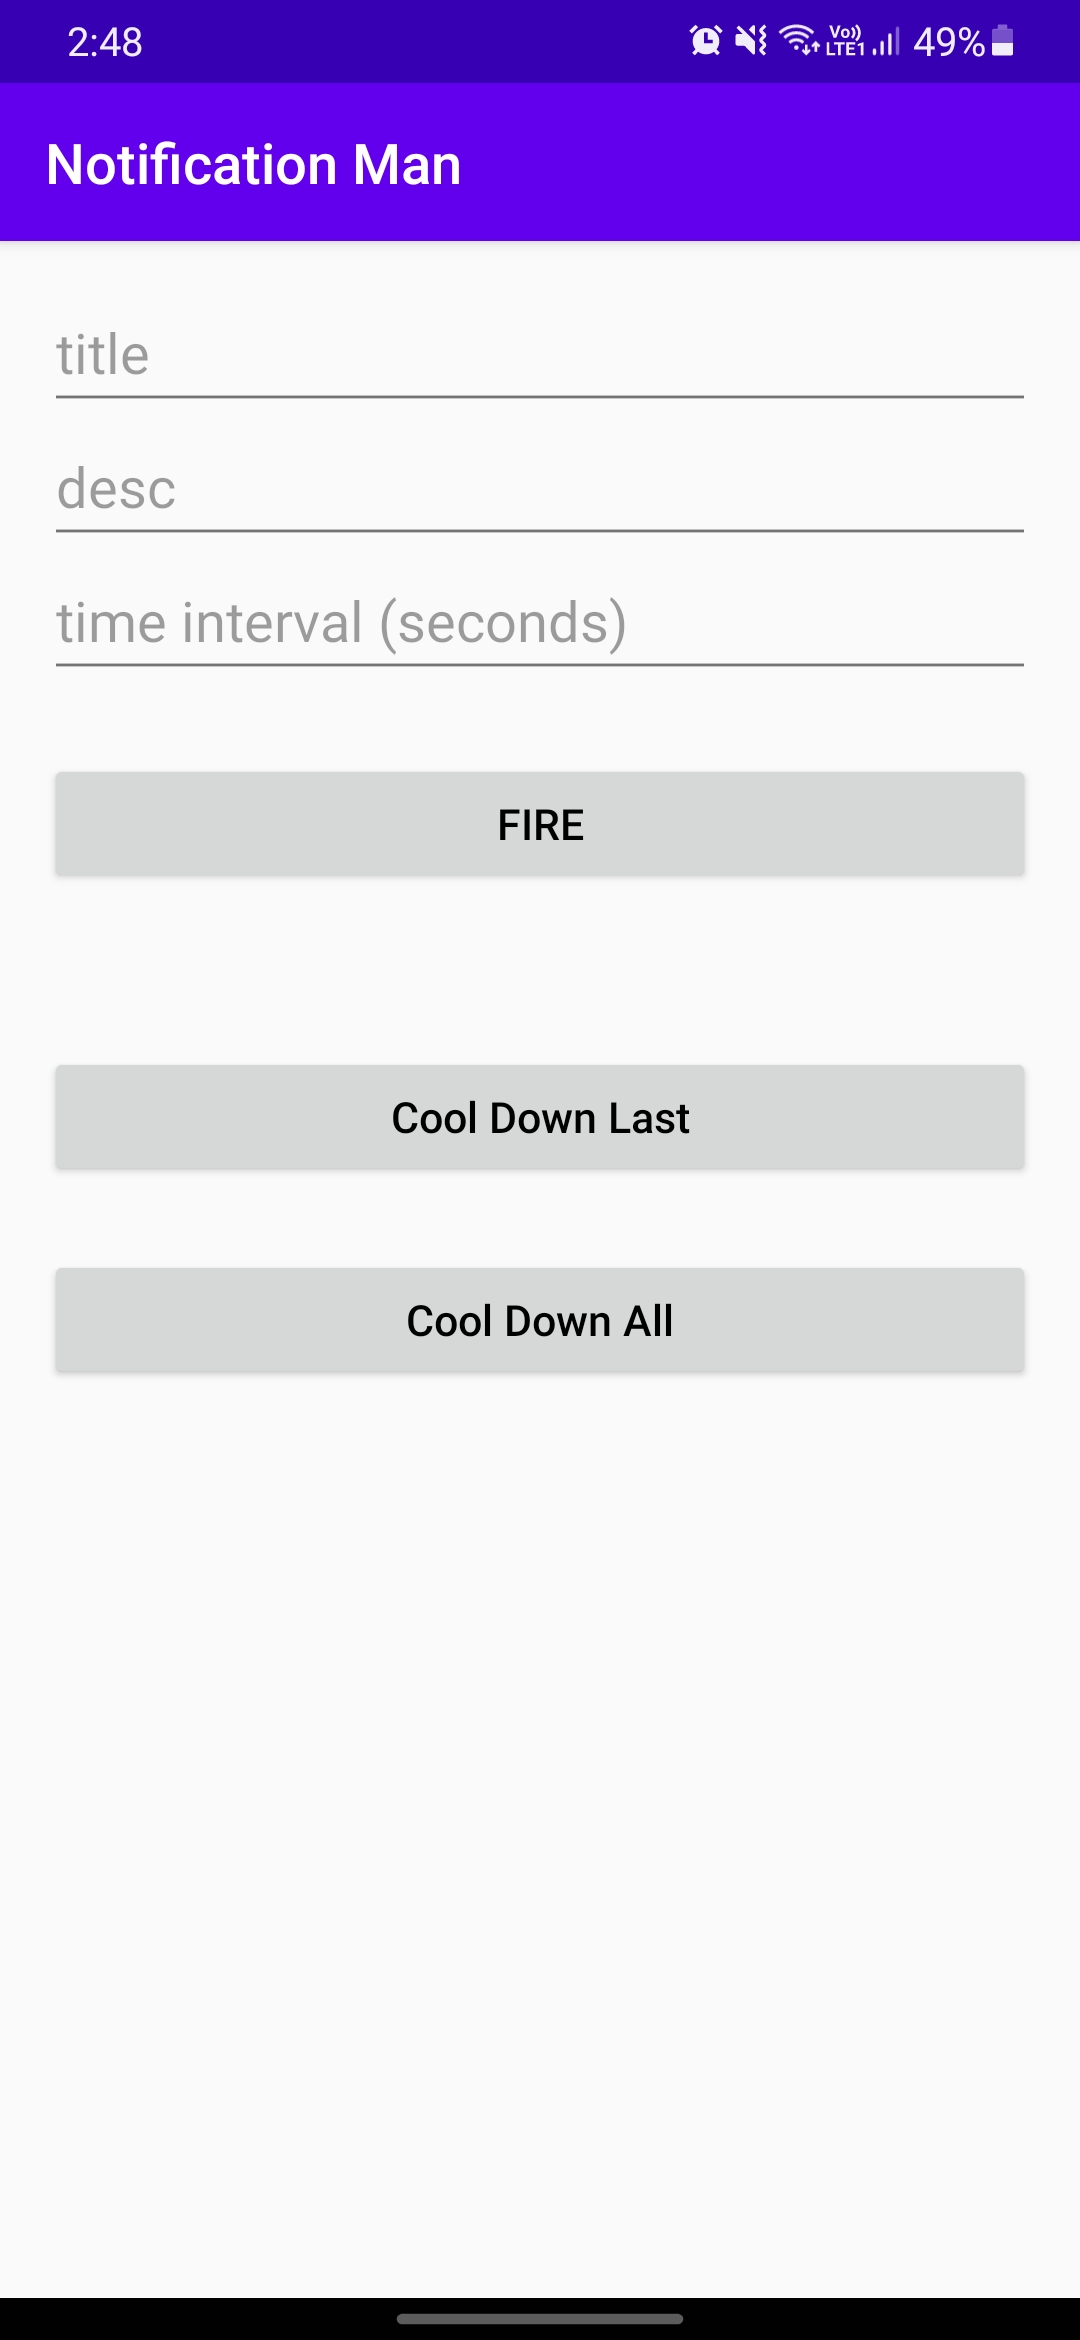 2:48 Vo)) LTE1 49%
Notification Man
title
desc
time interval (seconds)
FIRE
Cool Down Last
Cool Down All